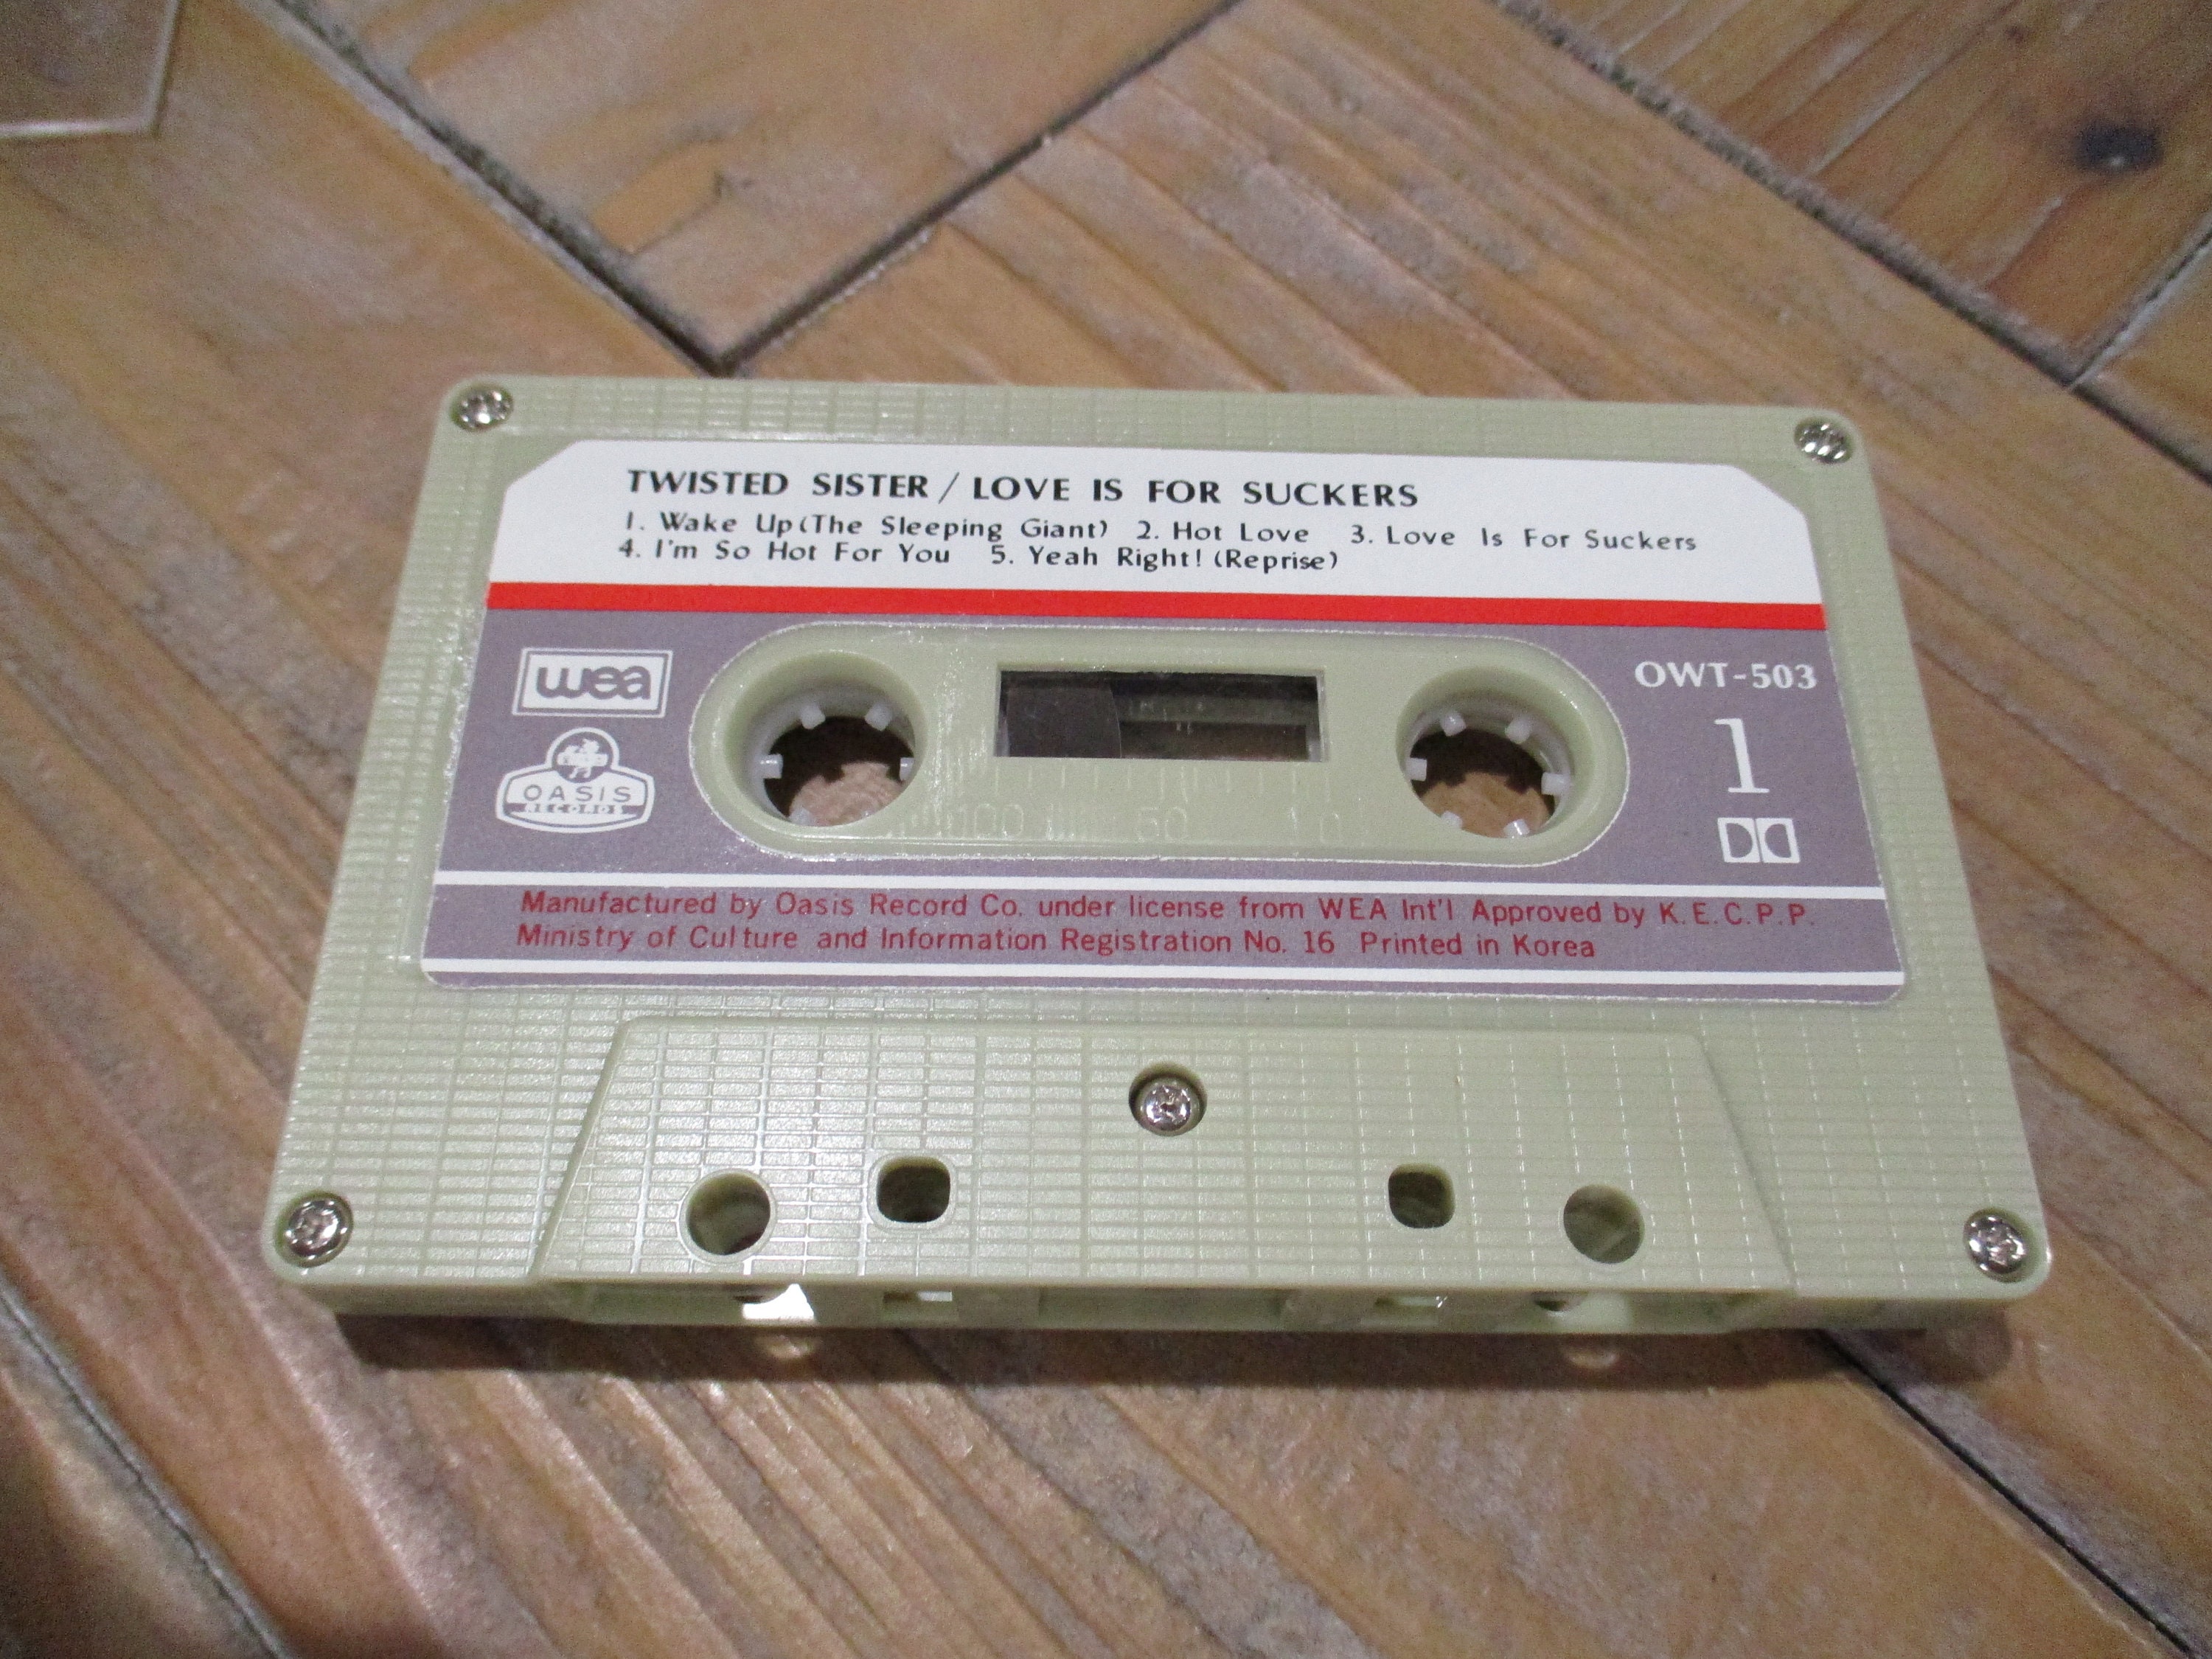 TWISTED SISTER / LOVE IS FOR SUCKERS
1. Wake Up (The Sleeping Giant) 2. Hot Love 3. Love Is For Suckers
4. I'm So Hot For You 5. Yeah Right! (Reprise)
wea
OWT-503
1
OASIS
RECORDS
100 50 0
Manufactured by Oasis Record Co. under license from WEA Int'l Approved by K.E.C.P.P.
Ministry of Culture and Information Registration No. 16 Printed in Korea